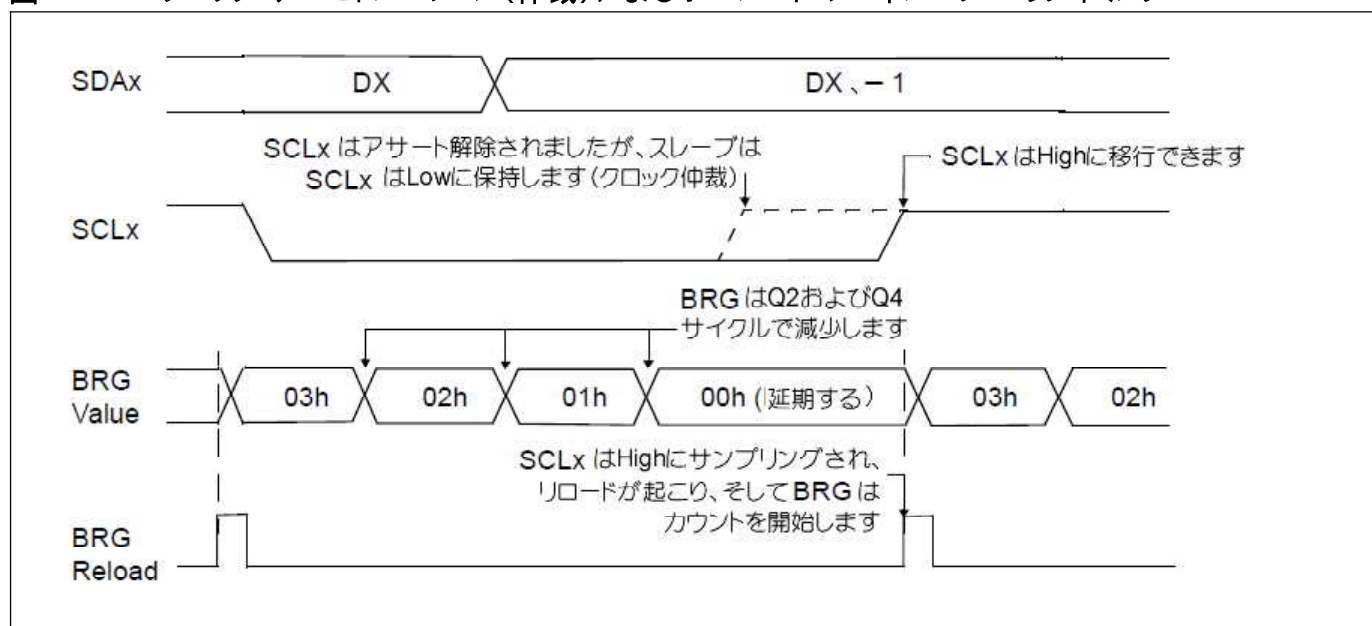 SDAx
DX
DX、－1
SCLx はアサート解除されましたが、スレーブは
SCLx はLowに保持します(クロック仲裁)
SCLx はHighに移行できます
SCLx
BRG はQ2およびQ4
サイクルで減少します
BRG
Value
03h
02h
01h
00h (延期する)
03h
02h
SCLx はHighにサンプリングされ、
リロードが起こり、そして BRG は
カウントを開始します
BRG
Reload